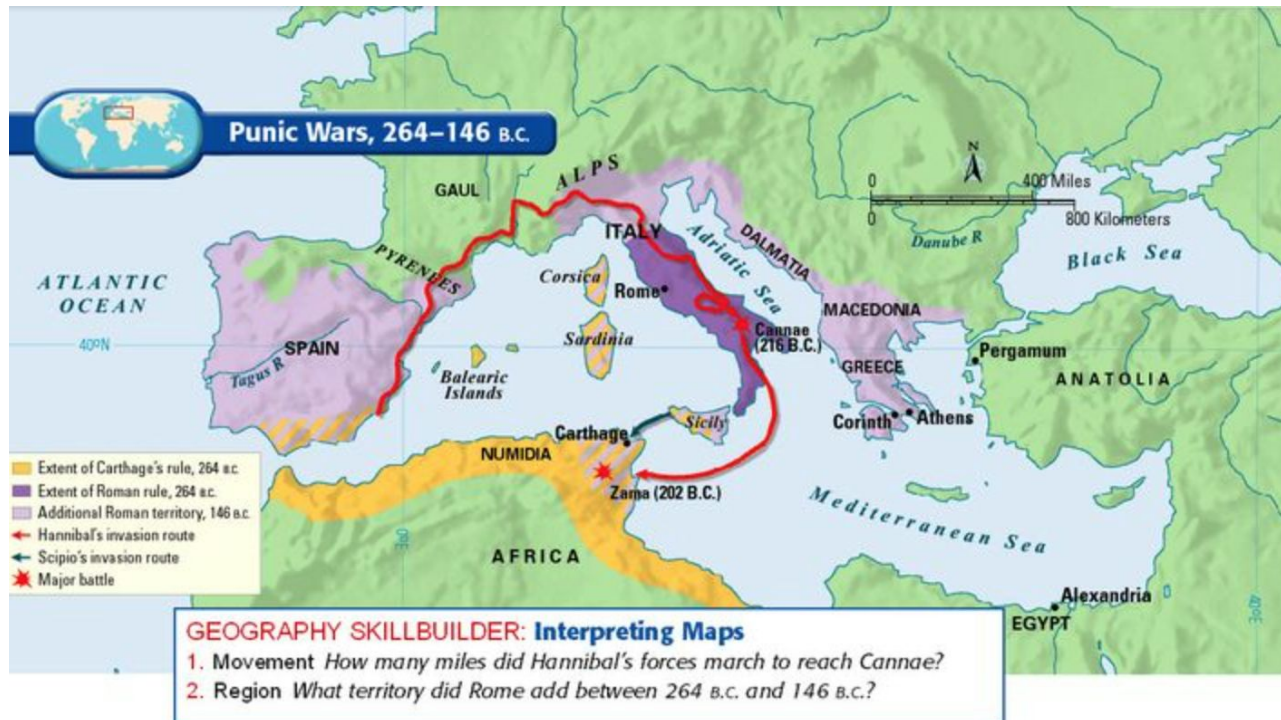 Punic Wars, 264–146 B.C.
ALPS
GAUL
N
0 400 Miles
0 800 Kilometers
ITALY
PYRENEES
Adriatic Sea
DALMATIA
Danube R
Black Sea
ATLANTIC
OCEAN
Corsica
Rome
MACEDONIA
40°N
SPAIN
Sardinia
Cannae
(216 B.C.)
Pergamum
Tagus R
Balearic
Islands
GREECE
ANATOLIA
Sicily
Corinth
Athens
Carthage
NUMIDIA
Zama (202 B.C.)
Mediterranean Sea
Extent of Carthage's rule, 264 B.C.
Extent of Roman rule, 264 B.C.
Additional Roman territory, 146 B.C.
Hannibal's invasion route
Scipio's invasion route
Major battle
0°
AFRICA
Alexandria
EGYPT
40°E
GEOGRAPHY SKILLBUILDER: Interpreting Maps
1. Movement How many miles did Hannibal's forces march to reach Cannae?
2. Region What territory did Rome add between 264 B.C. and 146 B.C.?